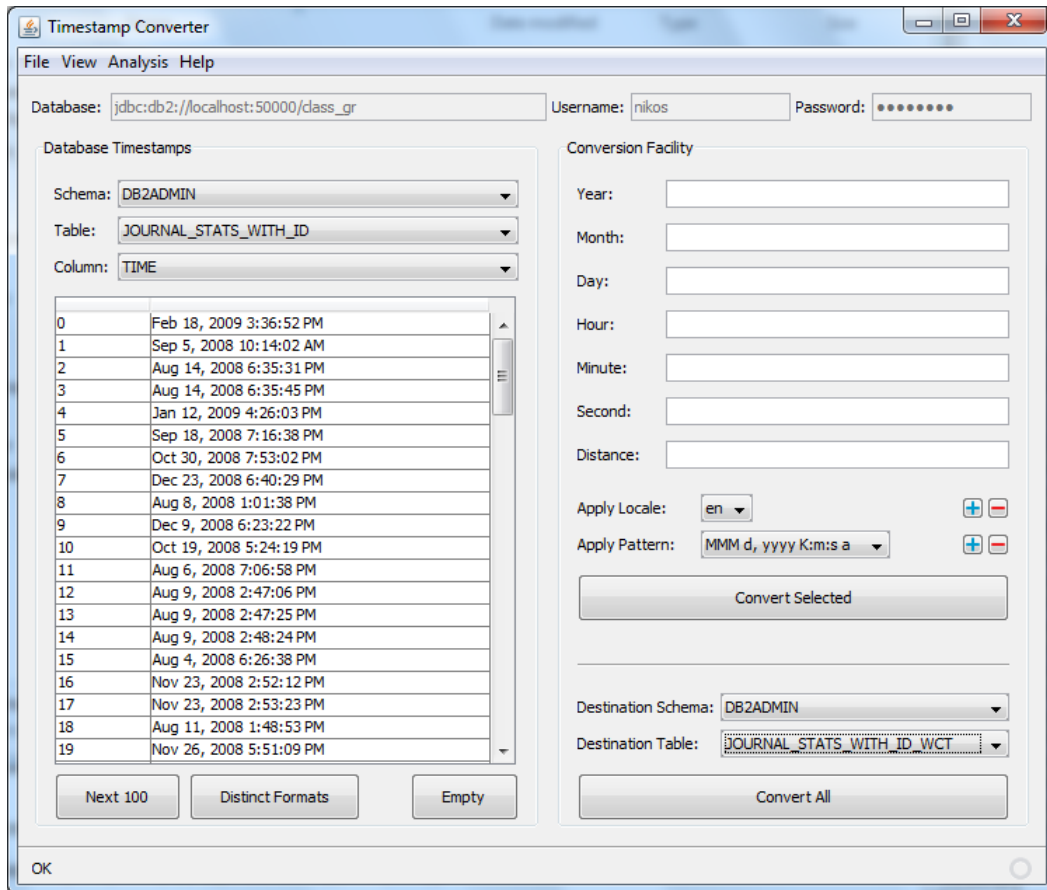 Timestamp Converter
File View Analysis Help
Database: jdbc:db2://localhost:50000/class_gr Username: nikos Password: ●●●●●●●●
Database Timestamps
Schema: DB2ADMIN
Table: JOURNAL_STATS_WITH_ID
Column: TIME
0 Feb 18, 2009 3:36:52 PM
1 Sep 5, 2008 10:14:02 AM
2 Aug 14, 2008 6:35:31 PM
3 Aug 14, 2008 6:35:45 PM
4 Jan 12, 2009 4:26:03 PM
5 Sep 18, 2008 7:16:38 PM
6 Oct 30, 2008 7:53:02 PM
7 Dec 23, 2008 6:40:29 PM
8 Aug 8, 2008 1:01:38 PM
9 Dec 9, 2008 6:23:22 PM
10 Oct 19, 2008 5:24:19 PM
11 Aug 6, 2008 7:06:58 PM
12 Aug 9, 2008 2:47:06 PM
13 Aug 9, 2008 2:47:25 PM
14 Aug 9, 2008 2:48:24 PM
15 Aug 4, 2008 6:26:38 PM
16 Nov 23, 2008 2:52:12 PM
17 Nov 23, 2008 2:53:23 PM
18 Aug 11, 2008 1:48:53 PM
19 Nov 26, 2008 5:51:09 PM
Next 100 Distinct Formats Empty
Conversion Facility
Year:
Month:
Day:
Hour:
Minute:
Second:
Distance:
Apply Locale: en
Apply Pattern: MMM d, yyyy K:m:s a
Convert Selected
Destination Schema: DB2ADMIN
Destination Table: JOURNAL_STATS_WITH_ID_WCT
Convert All
OK